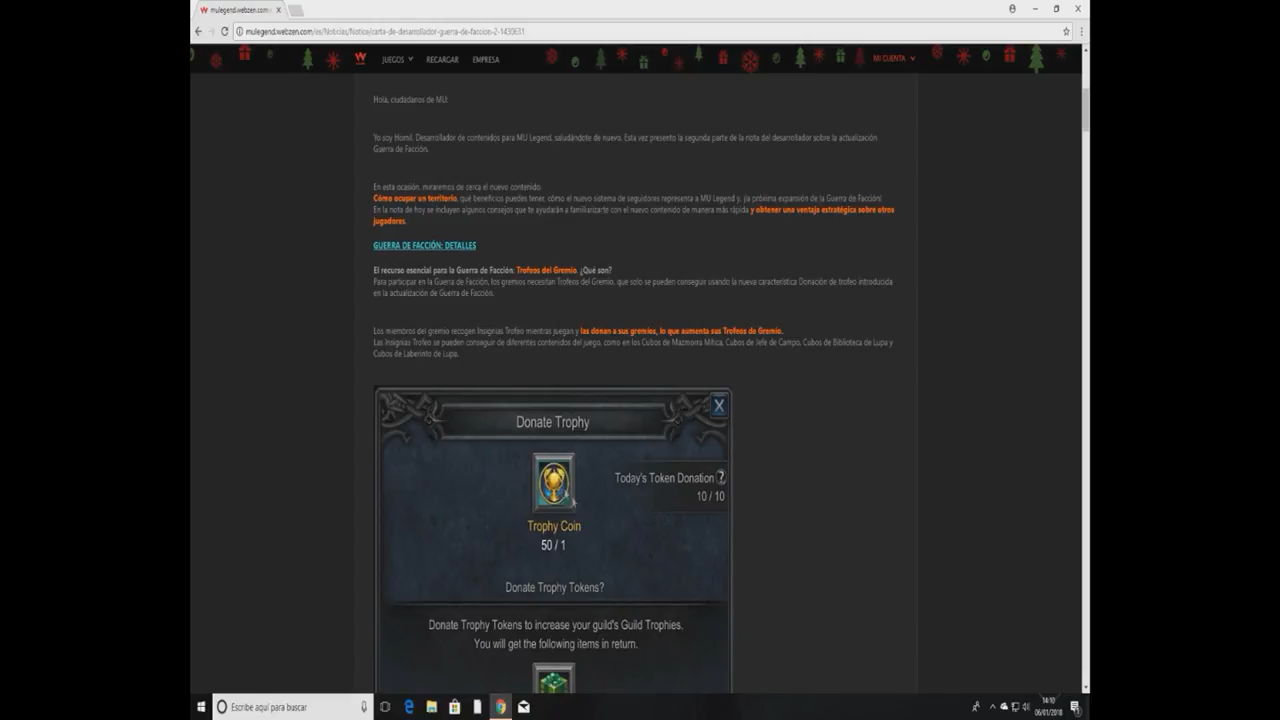 mulegend.webzen.com
mulegend.webzen.com/es/Noticias/Notice/carta-de-desarrollador-guerra-de-faccion-2-1430631
JUEGOS
RECARGAR
EMPRESA
MI CUENTA
Hola, ciudadanos de MU:
Yo soy Homil, Desarrollador de contenidos para MU Legend, saludándote de nuevo. Esta vez presento la segunda parte de la nota del desarrollador sobre la actualización
Guerra de Facción.
En esta ocasión, miraremos de cerca el nuevo contenido.
Cómo ocupar un territorio, qué beneficios puedes tener, cómo el nuevo sistema de seguidores representa a MU Legend y, ¡la próxima expansión de la Guerra de Facción!
En la nota de hoy se incluyen algunos consejos que te ayudarán a familiarizarte con el nuevo contenido de manera más rápida y obtener una ventaja estratégica sobre otros
jugadores.
GUERRA DE FACCIÓN: DETALLES
El recurso esencial para la Guerra de Facción: Trofeos del Gremio. ¿Qué son?
Para participar en la Guerra de Facción, los gremios necesitan Trofeos del Gremio, que solo se pueden conseguir usando la nueva característica Donación de trofeo introducida
en la actualización de Guerra de Facción.
Los miembros del gremio recogen Insignias Trofeo mientras juegan y las donan a sus gremios, lo que aumenta sus Trofeos de Gremio.
Las Insignias Trofeo se pueden conseguir de diferentes contenidos del juego, como en los Cubos de Mazmorra Mítica, Cubos de Jefe de Campo, Cubos de Biblioteca de Lupa y
Cubos de Laberinto de Lupa.
Donate Trophy
Today's Token Donation
10 / 10
Trophy Coin
50 / 1
Donate Trophy Tokens?
Donate Trophy Tokens to increase your guild's Guild Trophies.
You will get the following items in return.
Escribe aquí para buscar
14:10
06/01/2018